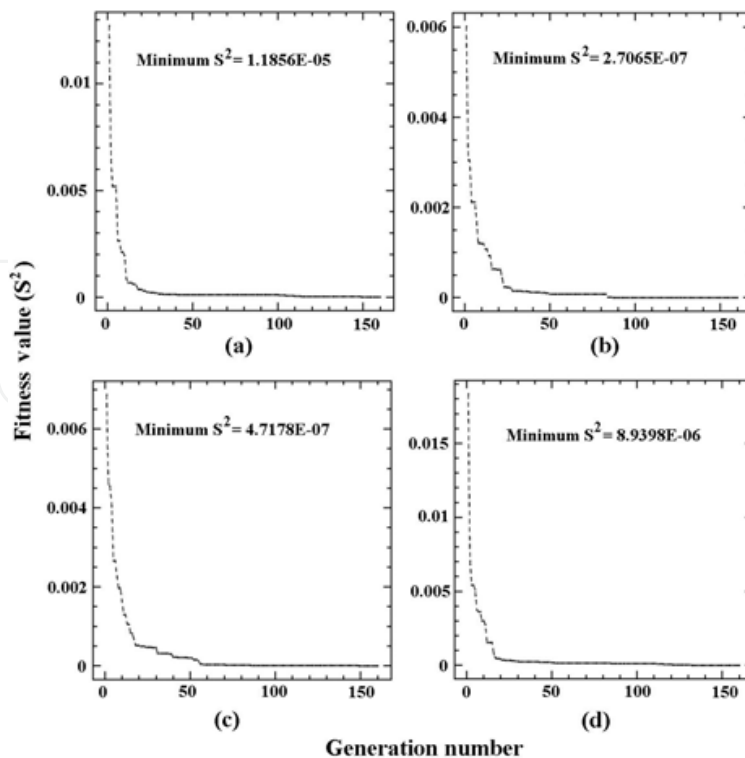 Fitness value (S²)
Minimum S²= 1.1856E-05
0.01
0.005
0
0 50 100 150
(a)
Minimum S²= 2.7065E-07
0.006
0.004
0.002
0
0 50 100 150
(b)
Minimum S²= 4.7178E-07
0.006
0.004
0.002
0
0 50 100 150
(c)
Minimum S²= 8.9398E-06
0.015
0.01
0.005
0
0 50 100 150
(d)
Generation number